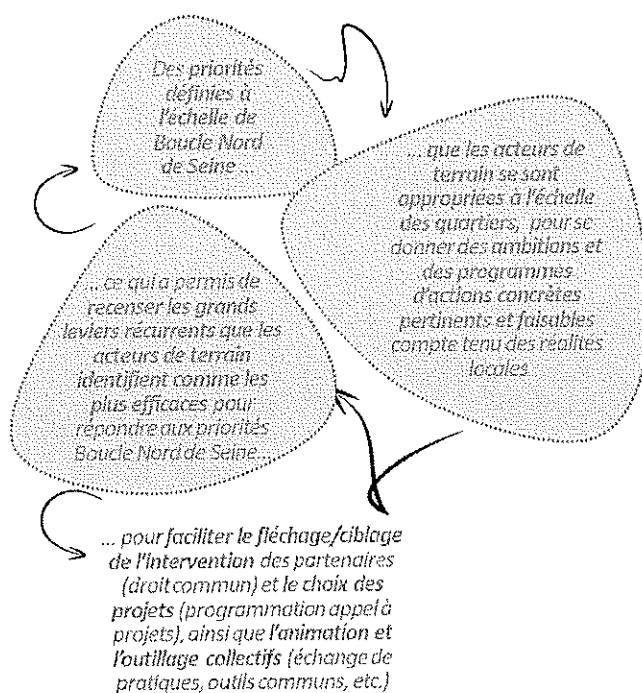 Des priorités
définies à
l'échelle de
Boucle Nord
de Seine ...
... que les acteurs de
terrain se sont
appropriées à l'échelle
des quartiers, pour se
donner des ambitions et
des programmes
d'actions concrètes
pertinents et faisables
compte tenu des réalités
locales
... ce qui a permis de
recenser les grands
leviers récurrents que les
acteurs de terrain
identifient comme les
plus efficaces pour
répondre aux priorités
Boucle Nord de Seine...
... pour faciliter le fléchage/ciblage
de l'intervention des partenaires
(droit commun) et le choix des
projets (programmation appel à
projets), ainsi que l'animation et
l'outillage collectifs (échange de
pratiques, outils communs, etc.)